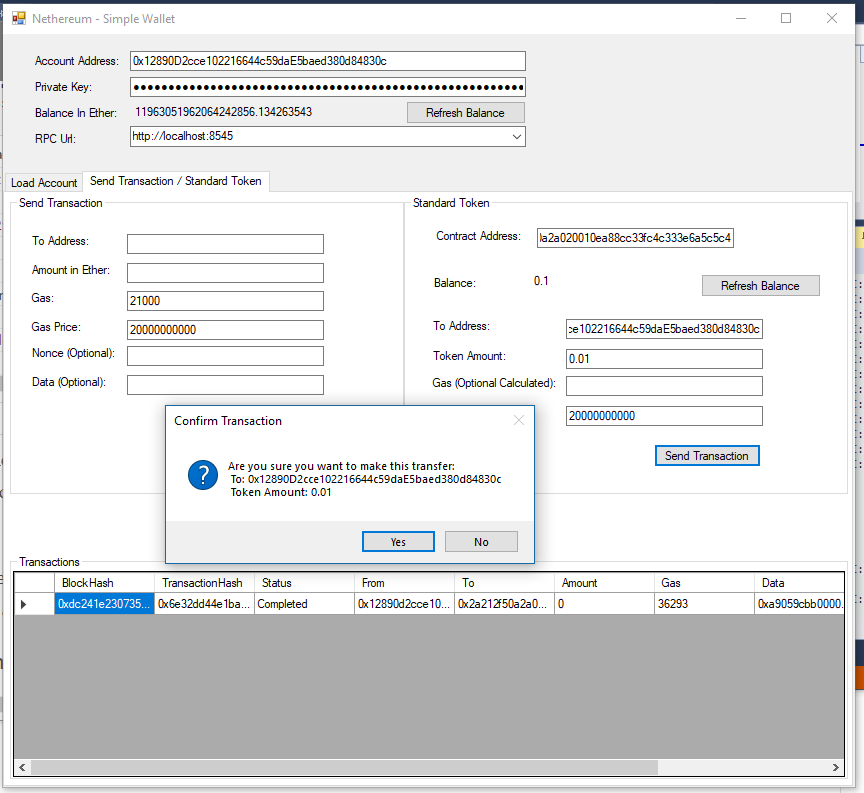 Nethereum - Simple Wallet
Account Address: 0x12890D2cce102216644c59daE5baed380d84830c
Private Key: ●●●●●●●●●●●●●●●●●●●●●●●●●●●●●●●●●●●●●●●●●●●●●●●●●●●●●●●
Balance In Ether: 11963051962064242856.134263543 Refresh Balance
RPC Url: http://localhost:8545
Load Account Send Transaction / Standard Token
Send Transaction
To Address:
Amount in Ether:
Gas: 21000
Gas Price: 20000000000
Nonce (Optional):
Data (Optional):
Standard Token
Contract Address: a2a020010ea88cc33fc4c333e6a5c5c4
Balance: 0.1 Refresh Balance
To Address: ce102216644c59daE5baed380d84830c
Token Amount: 0.01
Gas (Optional Calculated):
20000000000
Send Transaction
Confirm Transaction
Are you sure you want to make this transfer:
To: 0x12890D2cce102216644c59daE5baed380d84830c
Token Amount: 0.01
Yes No
Transactions
BlockHash TransactionHash Status From To Amount Gas Data
0xdc241e230735... 0x6e32dd44e1ba... Completed 0x12890d2cce10... 0x2a212f50a2a0... 0 36293 0xa9059cbb0000.